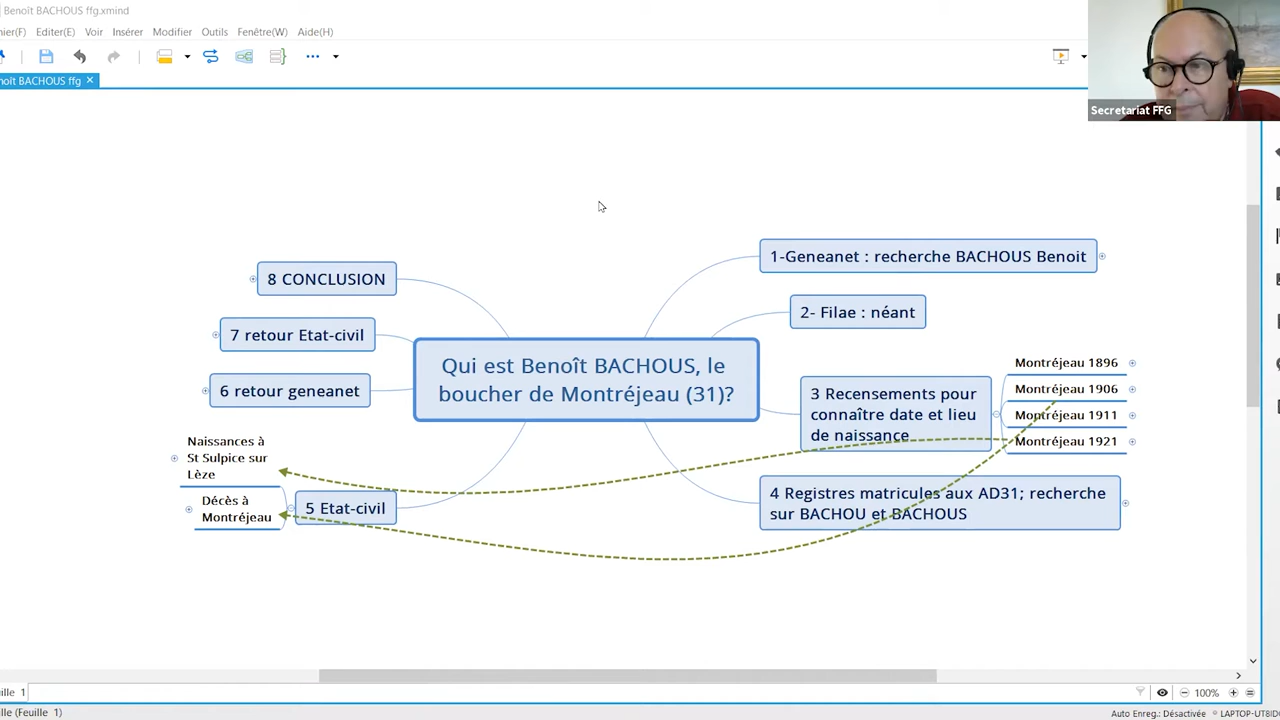 Benoît BACHOUS ffg.xmind
Editer(E) Voir Insérer Modifier Outils Fenêtre(W) Aide(H)
BACHOUS ffg
Secretariat FFG
1-Geneanet : recherche BACHOUS Benoit
8 CONCLUSION
2- Filae : néant
7 retour Etat-civil
Qui est Benoît BACHOUS, le
boucher de Montréjeau (31)?
6 retour geneanet
3 Recensements pour
connaître date et lieu
de naissance
Montréjeau 1896
Montréjeau 1906
Montréjeau 1911
Montréjeau 1921
Naissances à
St Sulpice sur
Lèze
Décès à
Montréjeau
5 Etat-civil
4 Registres matricules aux AD31; recherche
sur BACHOU et BACHOUS
1
100%
(Feuille 1)
Auto Enreg.: Désactivée